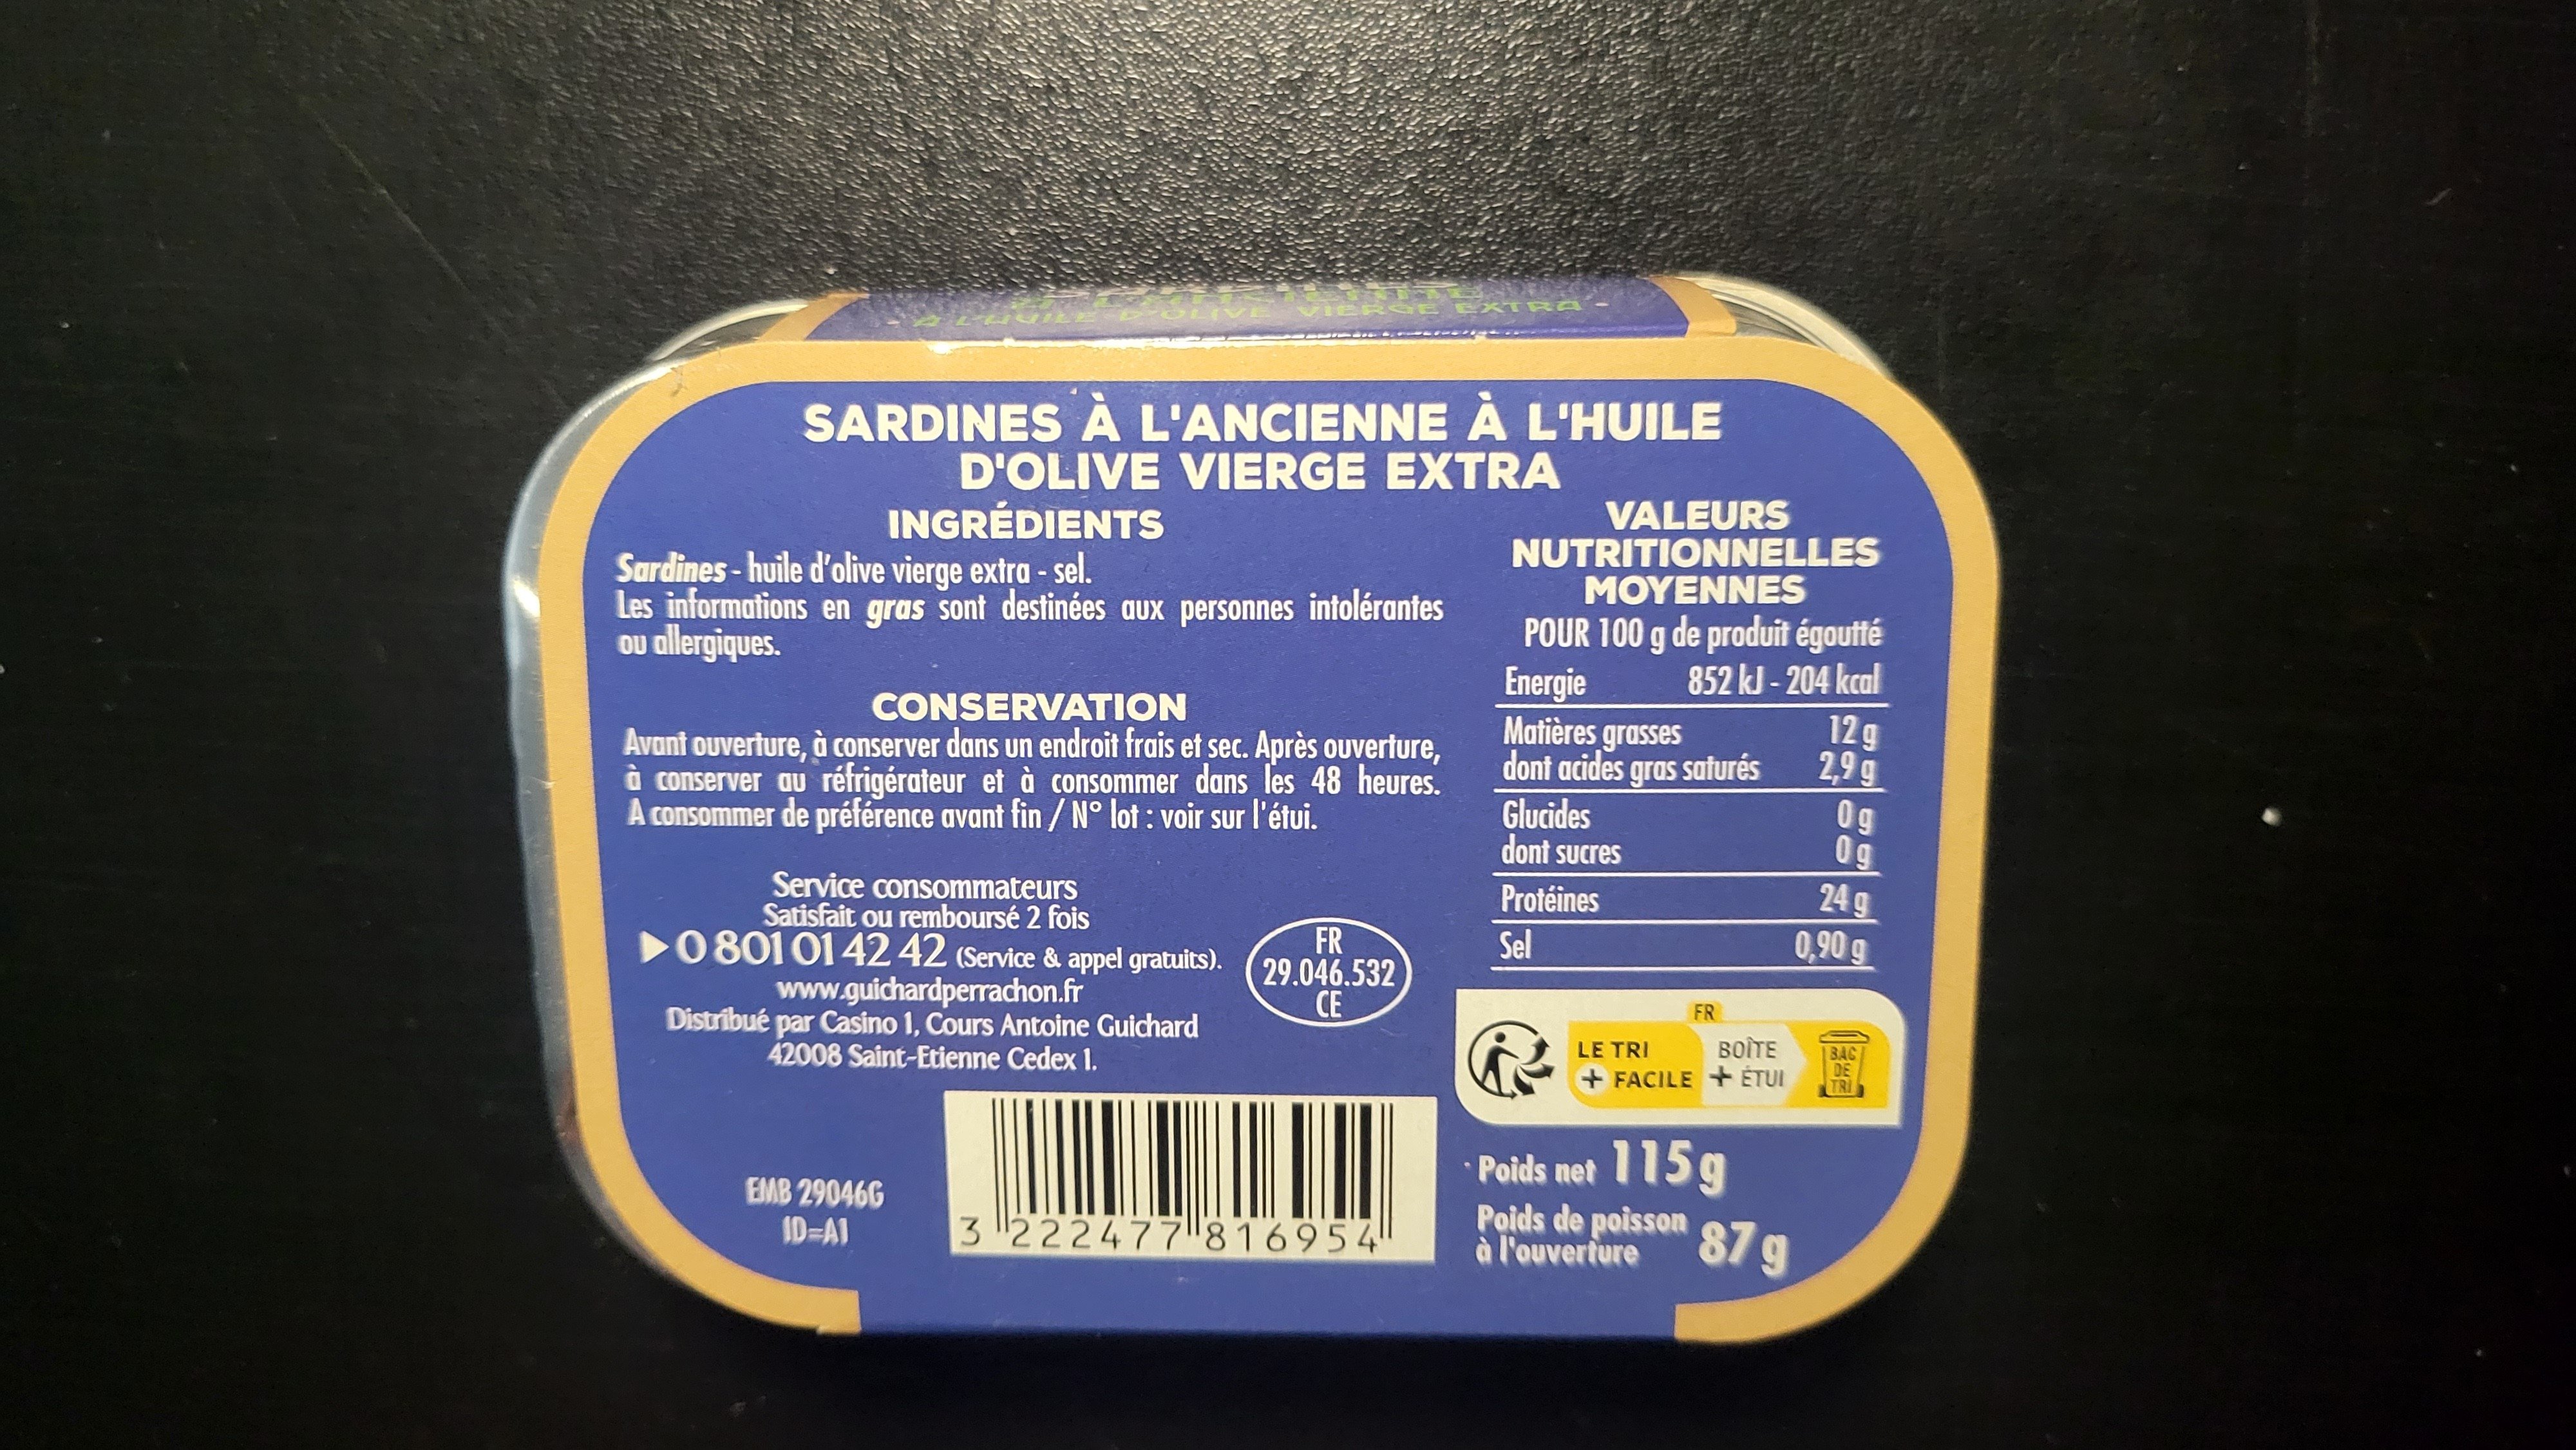 À L'ANCIENNE
À L'HUILE D'OLIVE VIERGE EXTRA
SARDINES À L'ANCIENNE À L'HUILE
D'OLIVE VIERGE EXTRA
INGRÉDIENTS
Sardines - huile d'olive vierge extra - sel.
Les informations en gras sont destinées aux personnes intolérantes
ou allergiques.
CONSERVATION
Avant ouverture, à conserver dans un endroit frais et sec. Après ouverture,
à conserver au réfrigérateur et à consommer dans les 48 heures.
A consommer de préférence avant fin / N° lot : voir sur l'étui.
Service consommateurs
Satisfait ou remboursé 2 fois
0 801 01 42 42 (Service & appel gratuits).
www.guichardperrachon.fr
Distribué par Casino 1, Cours Antoine Guichard
42008 Saint-Etienne Cedex 1.
FR
29.046.532
CE
EMB 29046G
ID=A1
3 222477 816954
VALEURS
NUTRITIONNELLES
MOYENNES
POUR 100 g de produit égoutté
Energie 852 kJ - 204 kcal
Matières grasses 12 g
dont acides gras saturés 2,9 g
Glucides 0 g
dont sucres 0 g
Protéines 24 g
Sel 0,90 g
FR
LE TRI
+ FACILE
BOÎTE
+ ÉTUI
BAC
DE
TRI
Poids net 115 g
Poids de poisson
à l'ouverture 87 g